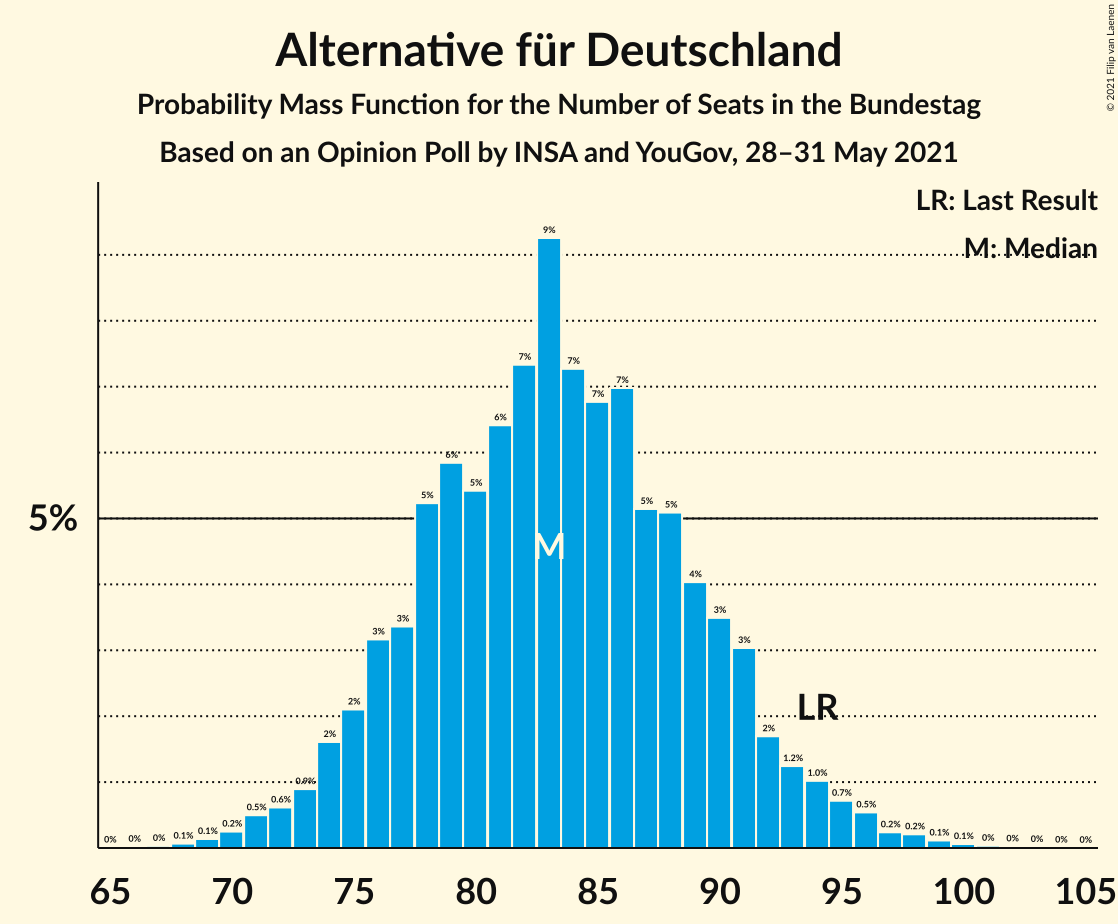 Alternative für Deutschland
Probability Mass Function for the Number of Seats in the Bundestag
Based on an Opinion Poll by INSA and YouGov, 28–31 May 2021
© 2021 Filip van Laenen
LR: Last Result
M: Median
5%
0% 0% 0% 0.1% 0.1% 0.2% 0.5% 0.6% 0.9% 2% 2% 3% 3% 5% 6% 5% 6% 7% 9% 7% 7% 7% 5% 5% 4% 3% 3% 2% 1.2% 1.0% 0.7% 0.5% 0.2% 0.2% 0.1% 0.1% 0% 0% 0% 0% 0%
M
LR
65 70 75 80 85 90 95 100 105